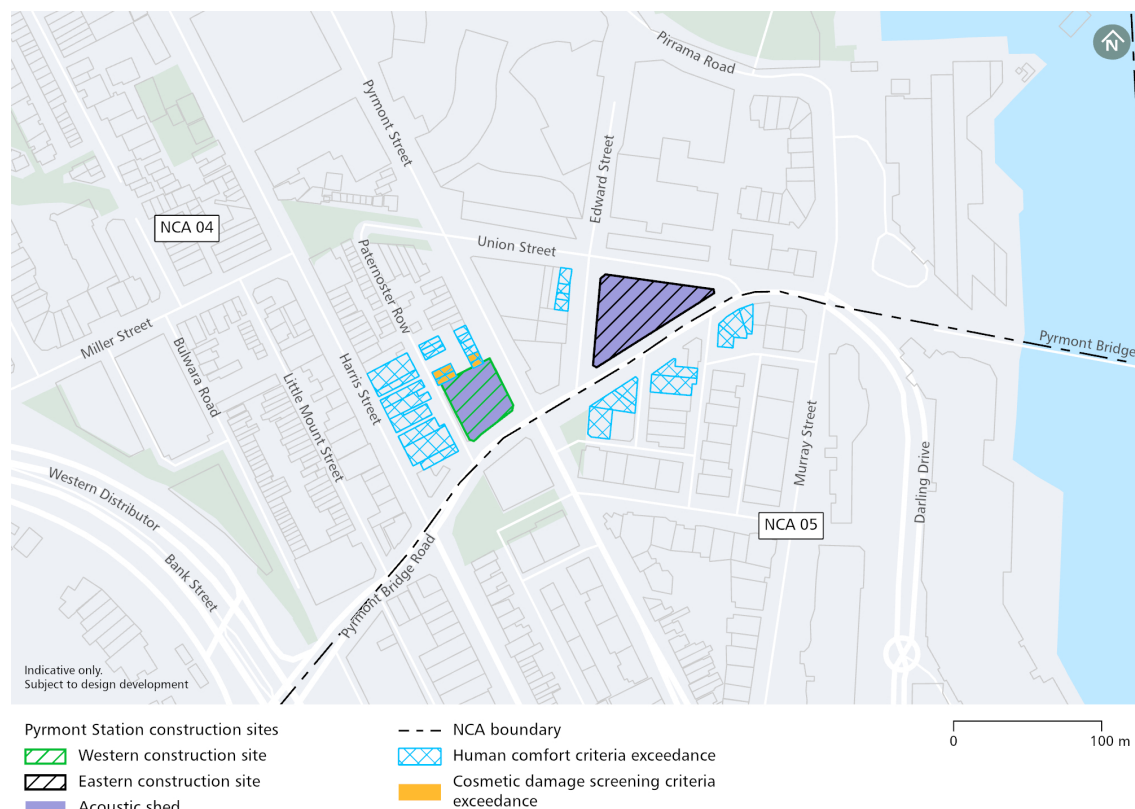 N
Pirrama Road
Pyrmont Street
Edward Street
NCA 04
Union Street
Paternoster Row
Miller Street
Bulwara Road
Little Mount Street
Harris Street
Pyrmont Bridge
Murray Street
Darling Drive
Western Distributor
NCA 05
Bank Street
Pyrmont Bridge Road
Indicative only.
Subject to design development
Pyrmont Station construction sites
Western construction site
Eastern construction site
Acoustic shed
NCA boundary
Human comfort criteria exceedance
Cosmetic damage screening criteria
exceedance
0
100 m